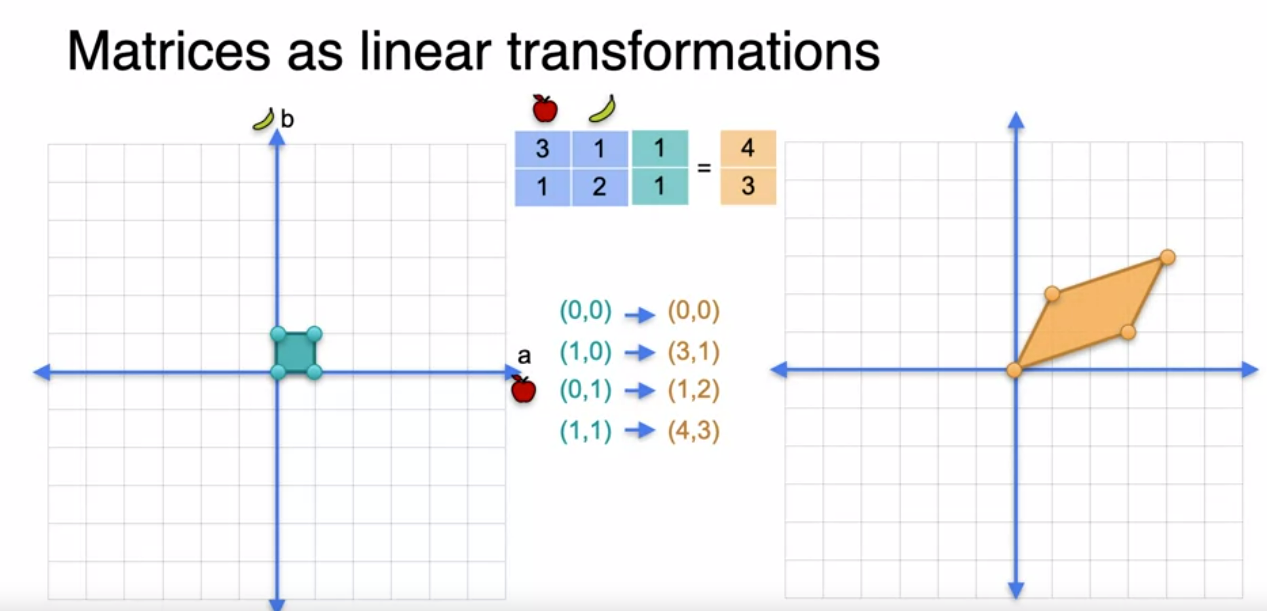 Matrices as linear transformations
b
3 1 1 = 4
1 2 1 3
a
(0,0) (0,0)
(1,0) (3,1)
(0,1) (1,2)
(1,1) (4,3)